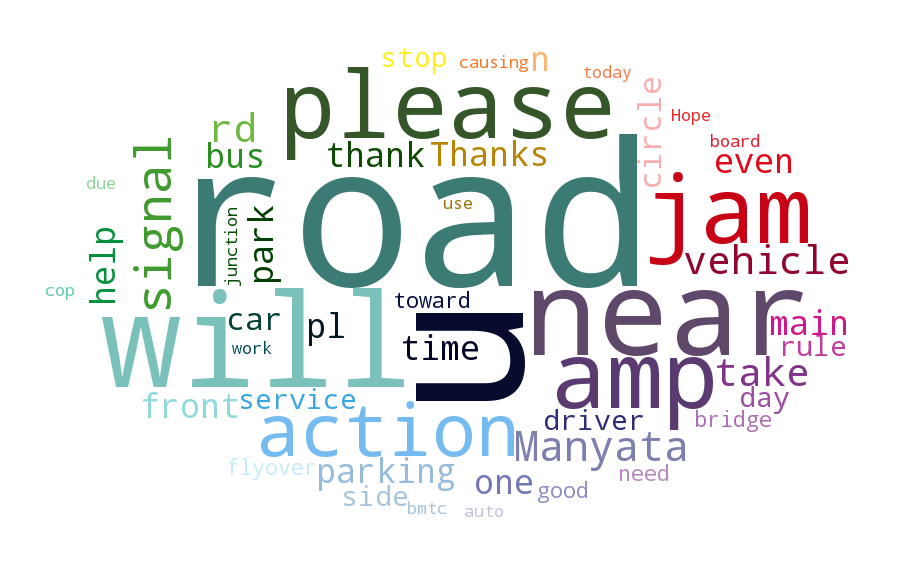 stop
causing
n
today
please
circle
Hope
rd
bus
thank
Thanks
board
even
signal
road
jam
due
help
junction
park
use
vehicle
cop
Will
u
near
toward
car
pl
work
time
main
rule
amp
take
front
service
action
driver
day
bridge
Manyata
flyover
parking
one
need
side
good
bmtc
auto